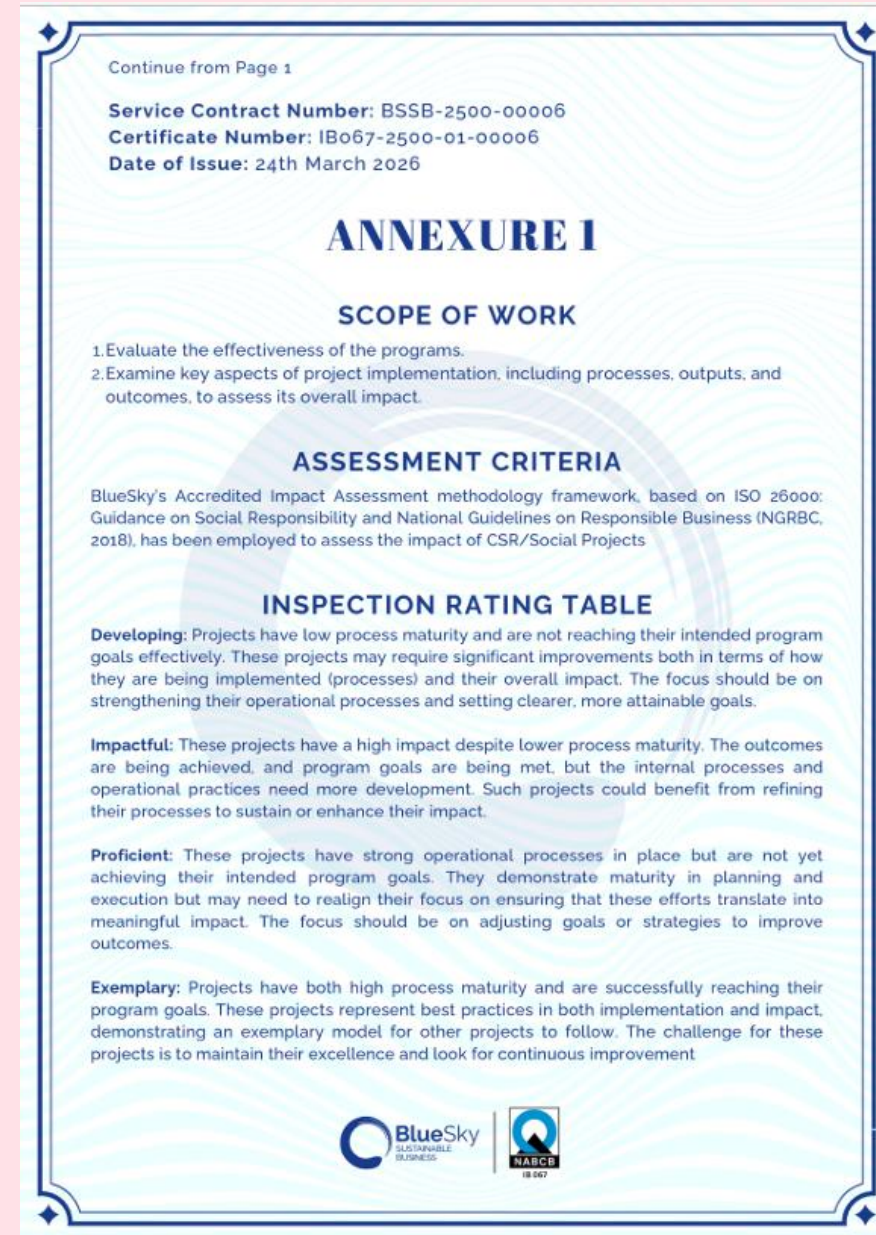 Continue from Page 1
Service Contract Number: BSSB-2500-00006
Certificate Number: IB067-2500-01-00006
Date of Issue: 24th March 2026
ANNEXURE 1
SCOPE OF WORK
1. Evaluate the effectiveness of the programs.
2. Examine key aspects of project implementation, including processes, outputs, and
outcomes, to assess its overall impact.
ASSESSMENT CRITERIA
BlueSky's Accredited Impact Assessment methodology framework, based on ISO 26000:
Guidance on Social Responsibility and National Guidelines on Responsible Business (NGRBC,
2018), has been employed to assess the impact of CSR/Social Projects
INSPECTION RATING TABLE
Developing: Projects have low process maturity and are not reaching their intended program
goals effectively. These projects may require significant improvements both in terms of how
they are being implemented (processes) and their overall impact. The focus should be on
strengthening their operational processes and setting clearer, more attainable goals.
Impactful: These projects have a high impact despite lower process maturity. The outcomes
are being achieved, and program goals are being met, but the internal processes and
operational practices need more development. Such projects could benefit from refining
their processes to sustain or enhance their impact.
Proficient: These projects have strong operational processes in place but are not yet
achieving their intended program goals. They demonstrate maturity in planning and
execution but may need to realign their focus on ensuring that these efforts translate into
meaningful impact. The focus should be on adjusting goals or strategies to improve
outcomes.
Exemplary: Projects have both high process maturity and are successfully reaching their
program goals. These projects represent best practices in both implementation and impact,
demonstrating an exemplary model for other projects to follow. The challenge for these
projects is to maintain their excellence and look for continuous improvement
BlueSky
SUSTAINABLE
BUSINESS
NABCB
IB 067